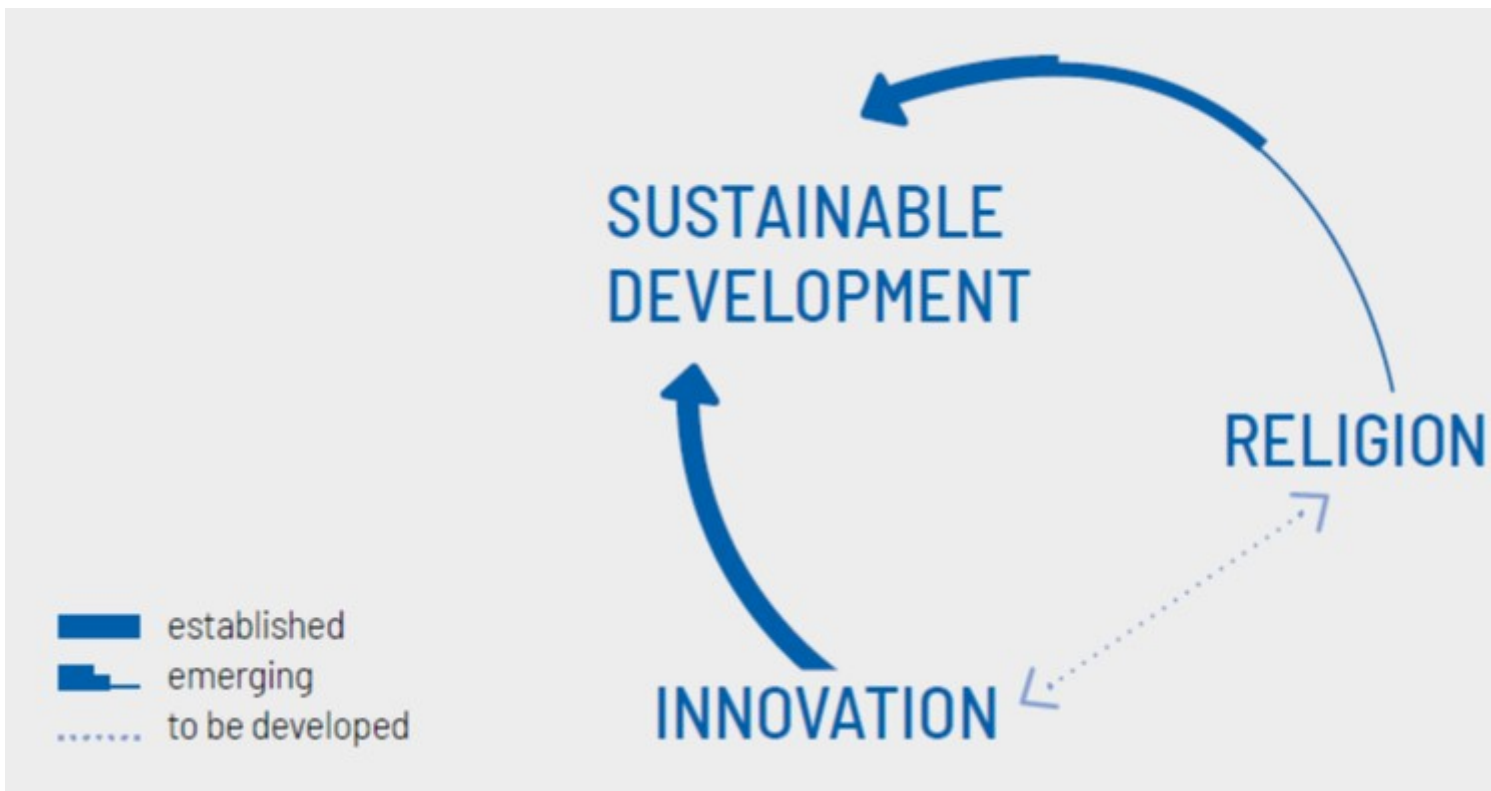 SUSTAINABLE
DEVELOPMENT
RELIGION
INNOVATION
established
emerging
to be developed